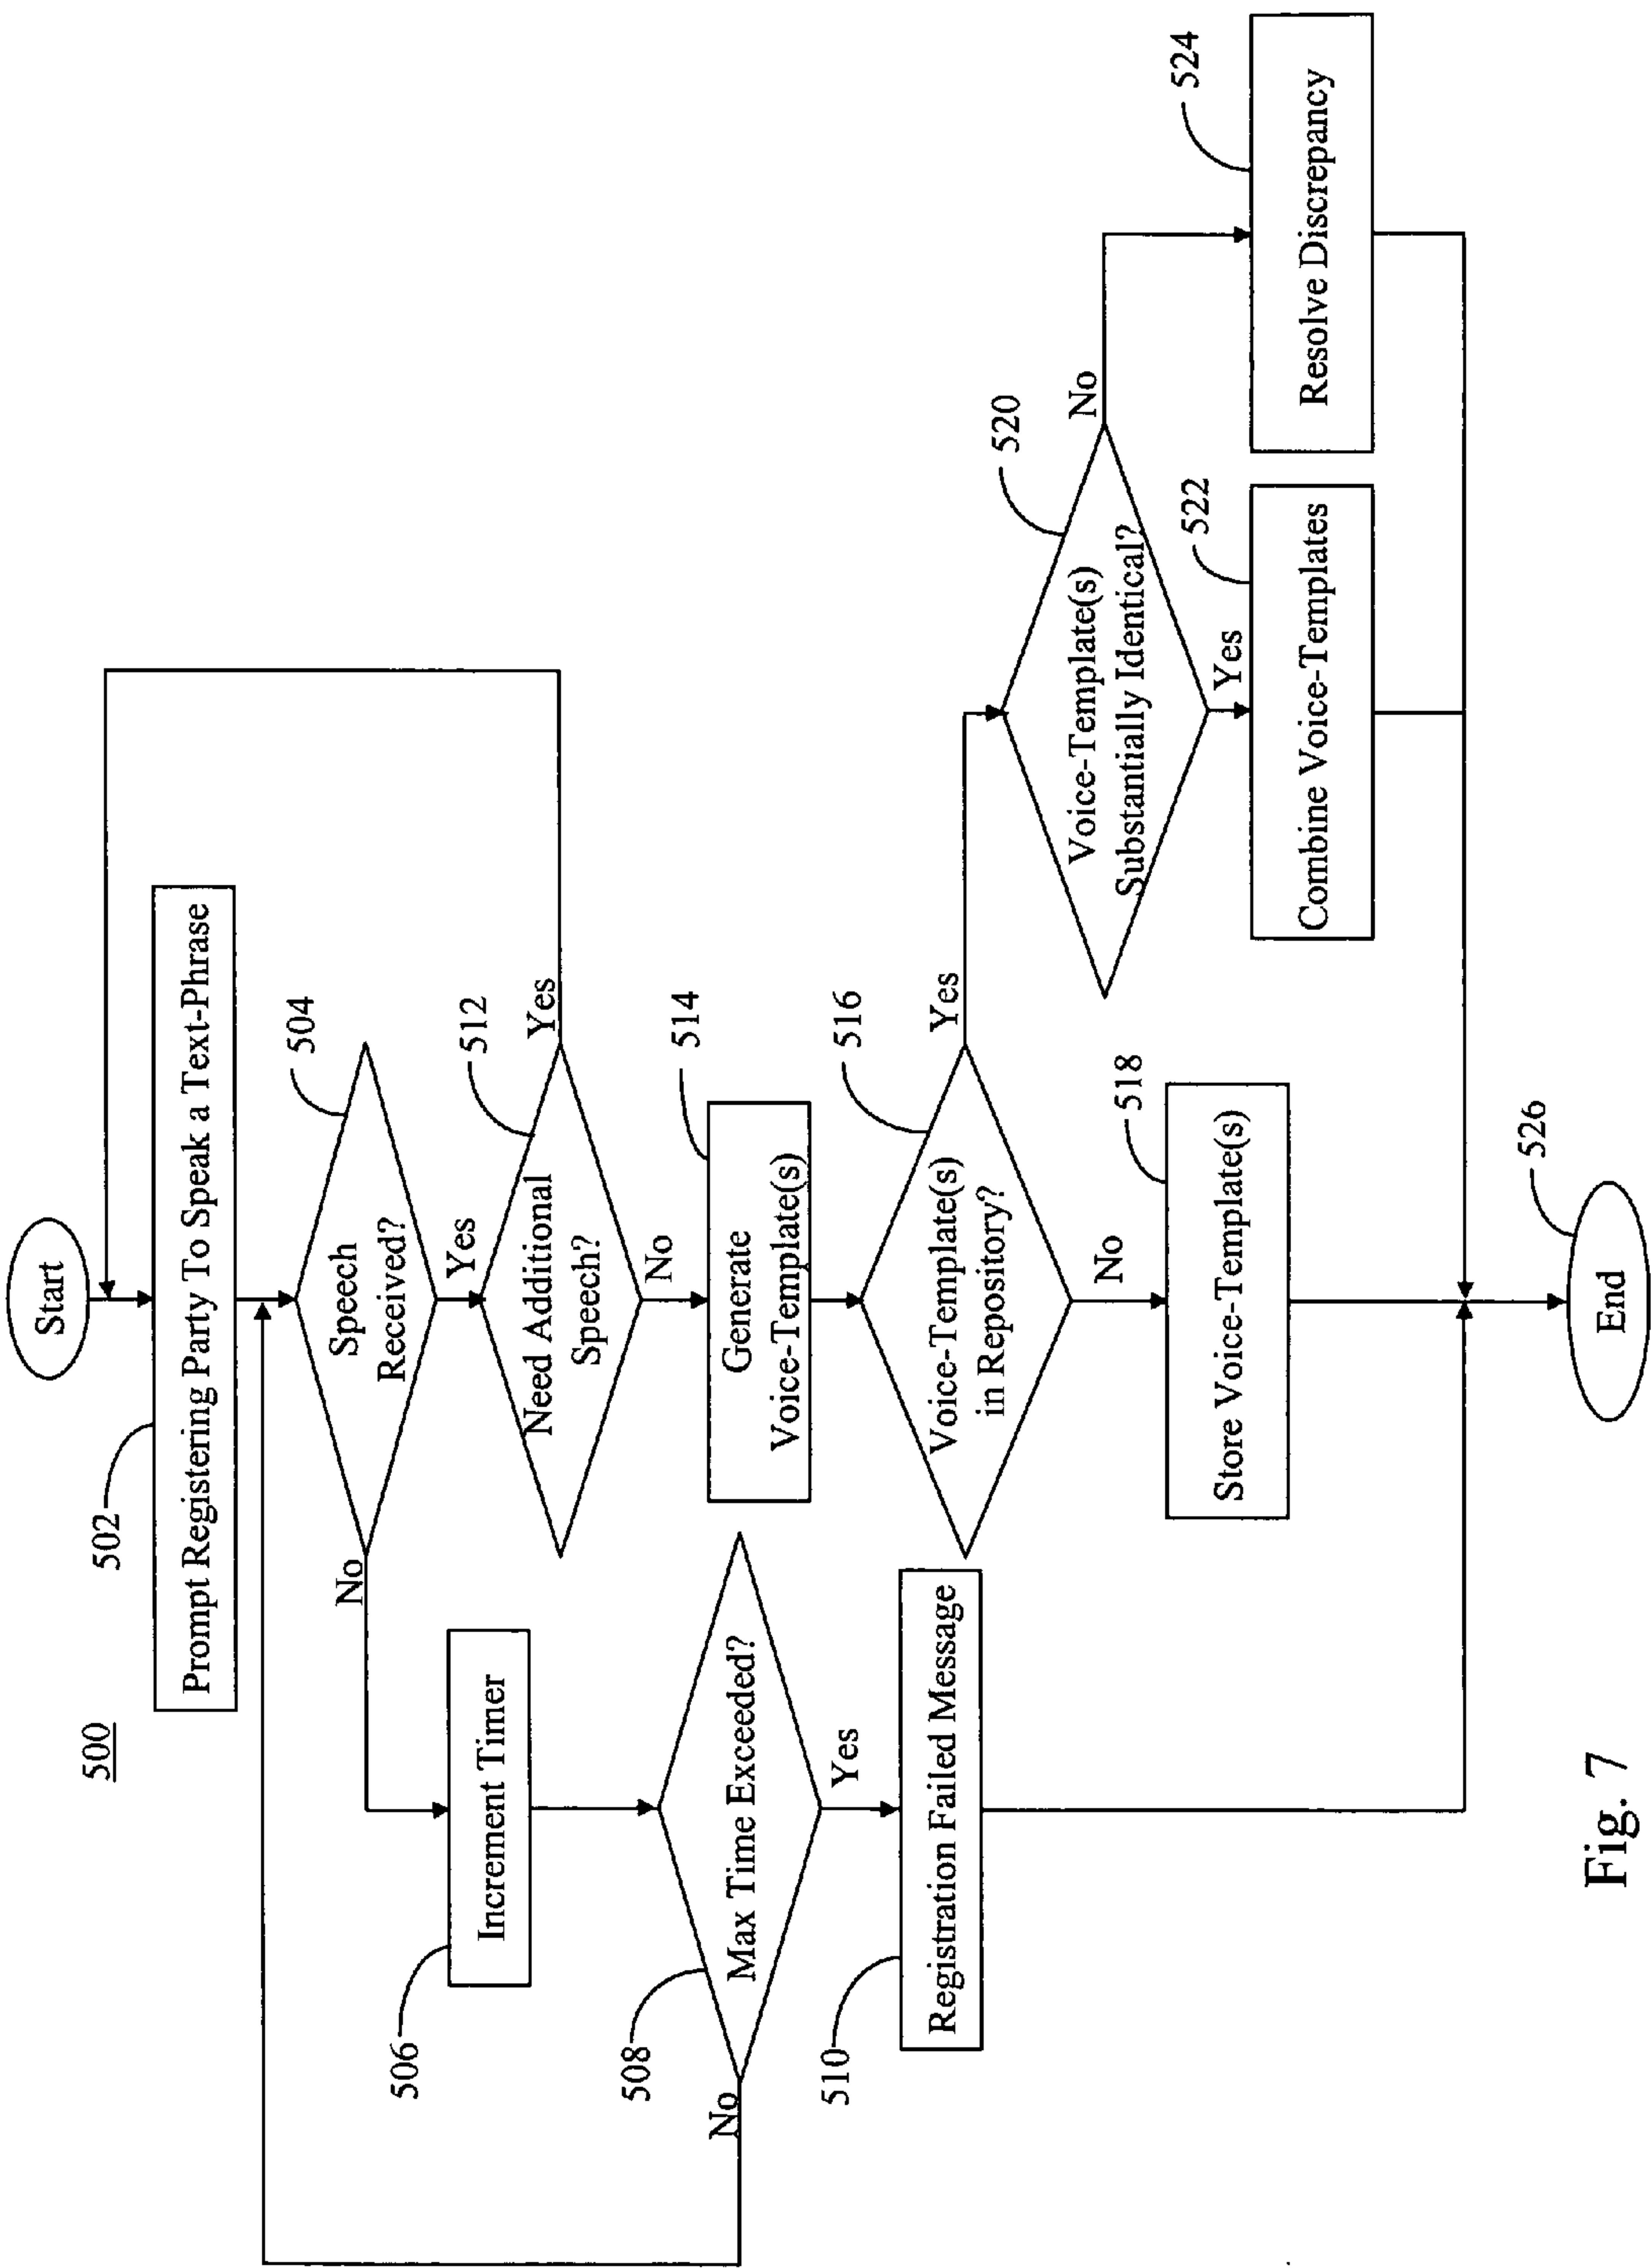 500
Start
502
Prompt Registering Party To Speak a Text-Phrase
504
Speech
Received?
No
Yes
506
Increment Timer
512
Need Additional
Speech?
Yes
No
508
Max Time Exceeded?
No
Yes
514
Generate
Voice-Template(s)
510
Registration Failed Message
516
Voice-Template(s)
in Repository?
Yes
No
520
Voice-Template(s)
Substantially Identical?
No
Yes
518
Store Voice-Template(s)
522
Combine Voice-Templates
524
Resolve Discrepancy
526
End
Fig. 7